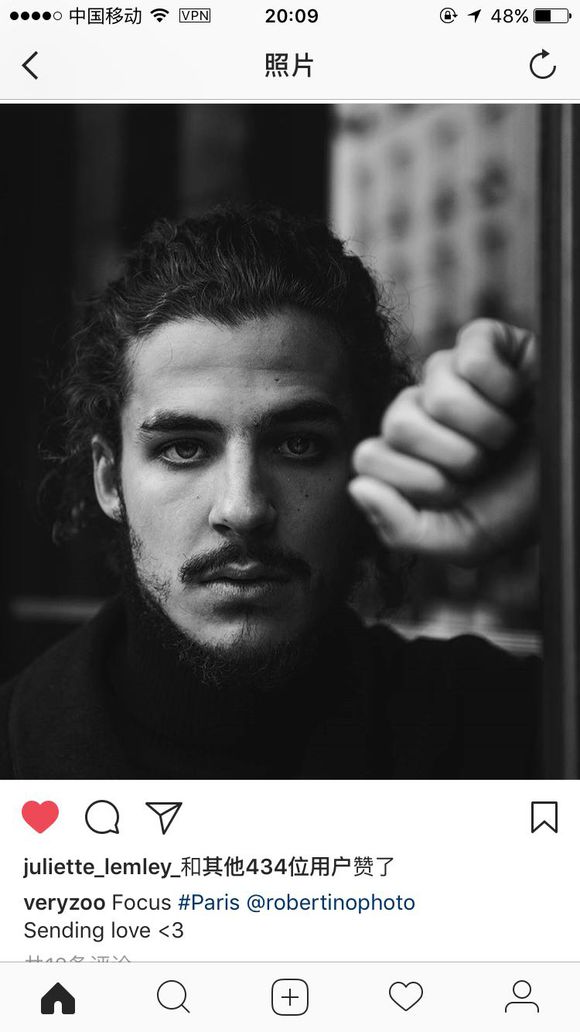 中国移动 VPN 20:09 48%
照片
juliette_lemley_和其他434位用户赞了
veryzoo Focus #Paris @robertinophoto
Sending love <3